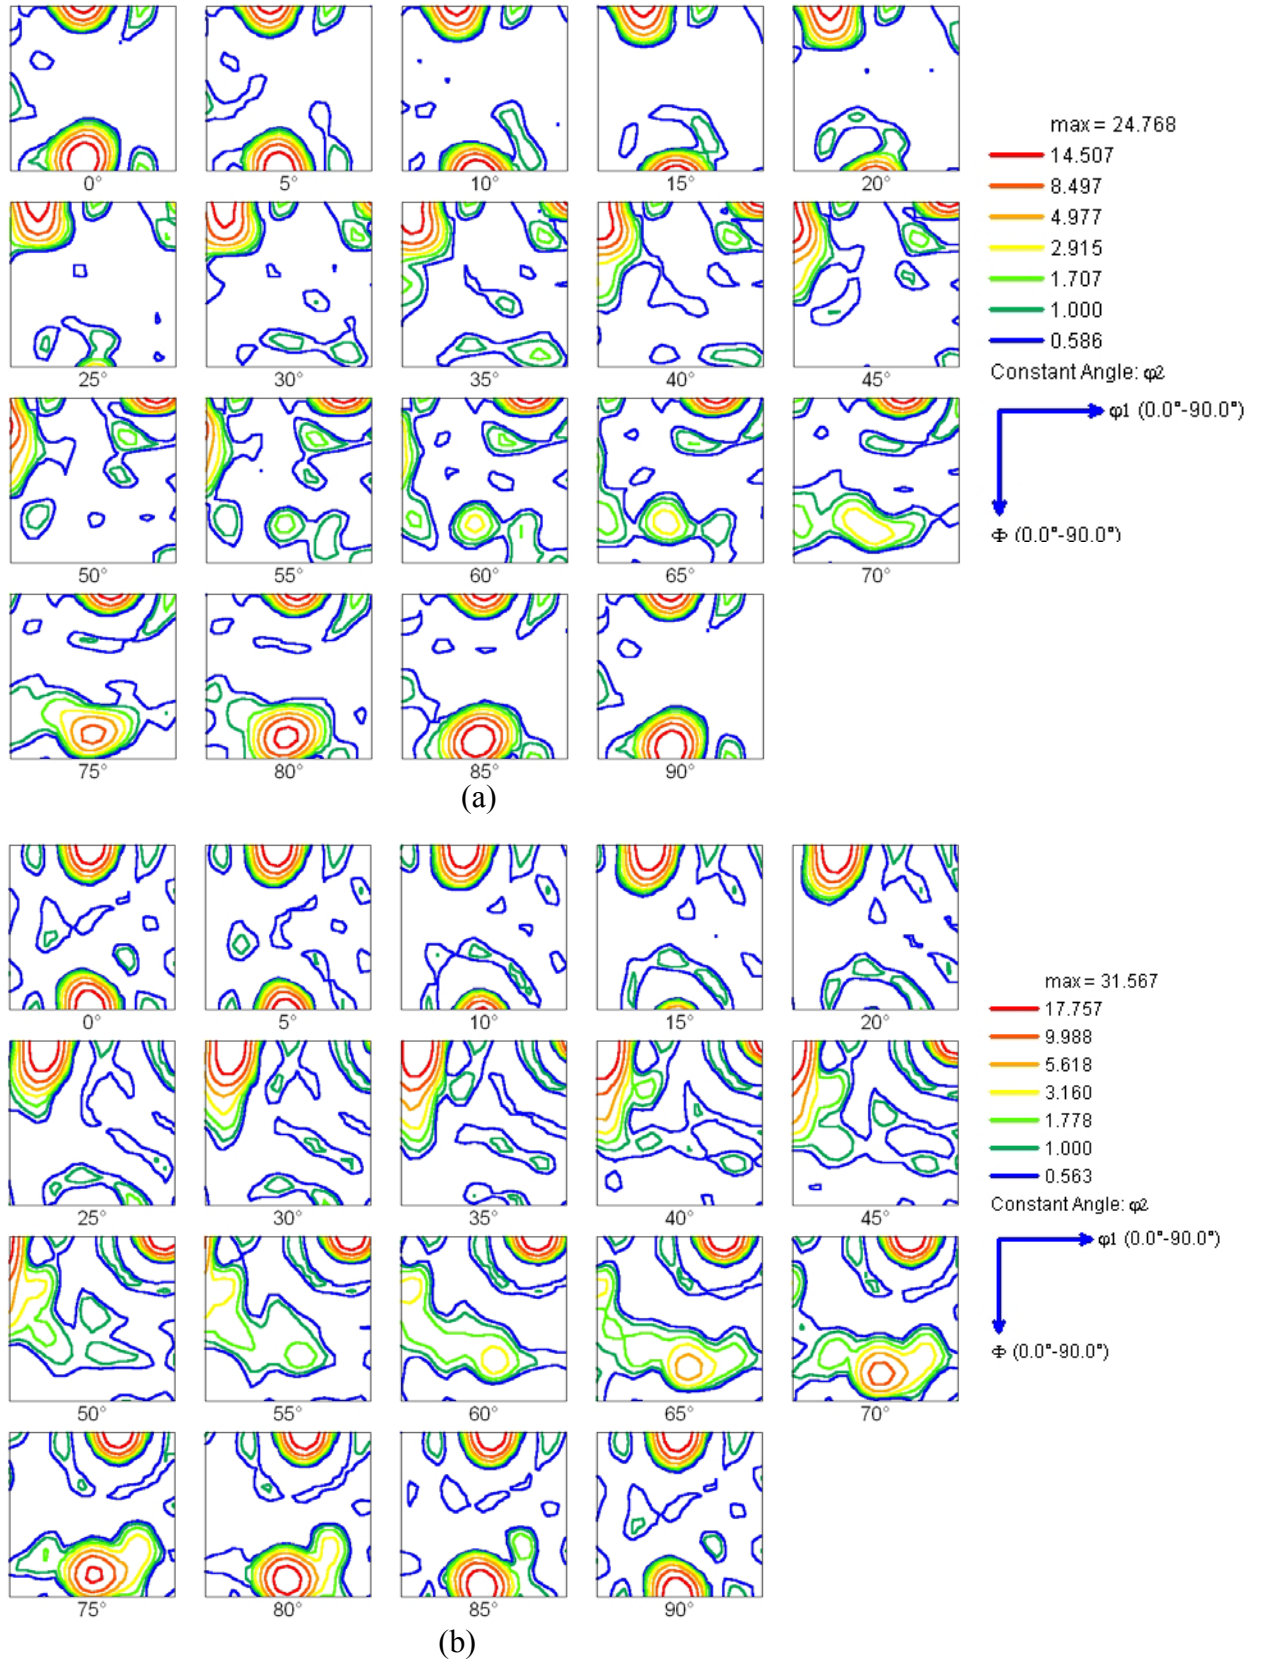 0° 5° 10° 15° 20°
25° 30° 35° 40° 45°
50° 55° 60° 65° 70°
75° 80° 85° 90°
max = 24.768
14.507
8.497
4.977
2.915
1.707
1.000
0.586
Constant Angle: φ2
φ1 (0.0°-90.0°)
Φ (0.0°-90.0°)
(a)
0° 5° 10° 15° 20°
25° 30° 35° 40° 45°
50° 55° 60° 65° 70°
75° 80° 85° 90°
max = 31.567
17.757
9.988
5.618
3.160
1.778
1.000
0.563
Constant Angle: φ2
φ1 (0.0°-90.0°)
Φ (0.0°-90.0°)
(b)